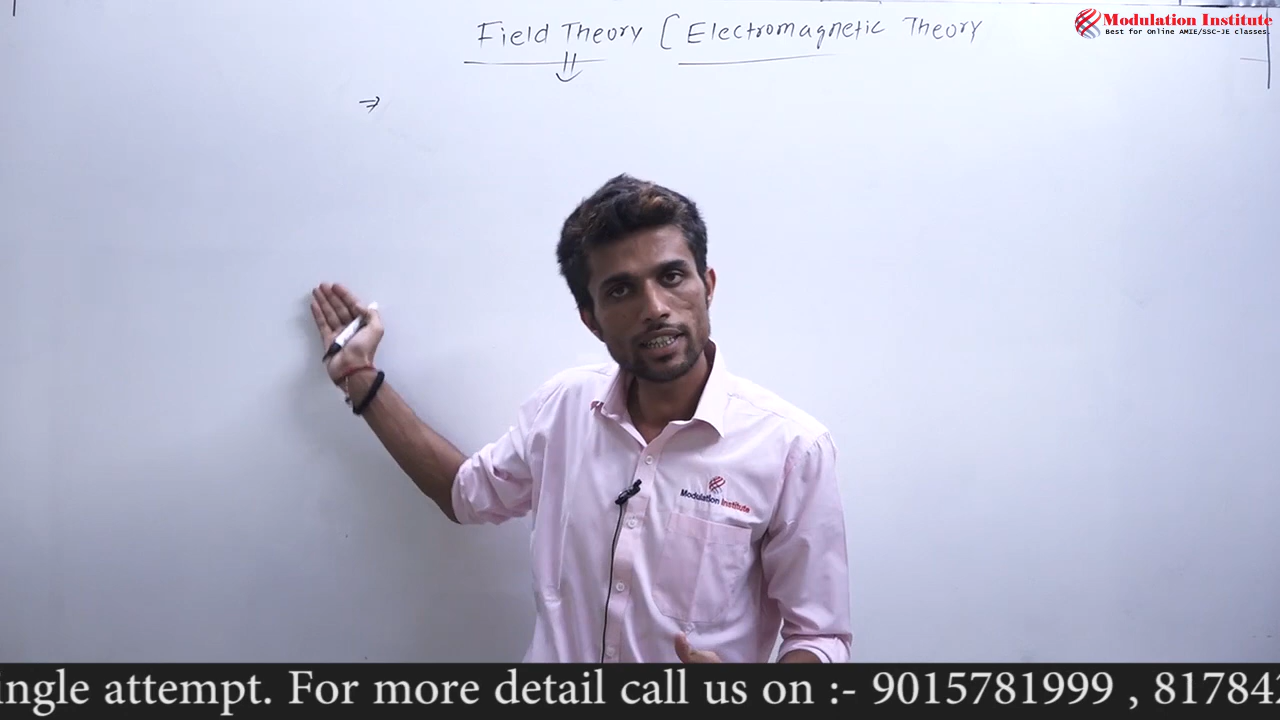 Field Theory [ Electromagnetic Theory
Modulation Institute
Best for Online AMIE/SSC-JE classes.
⇒
Modulation Institute
ingle attempt. For more detail call us on :- 9015781999 , 81784